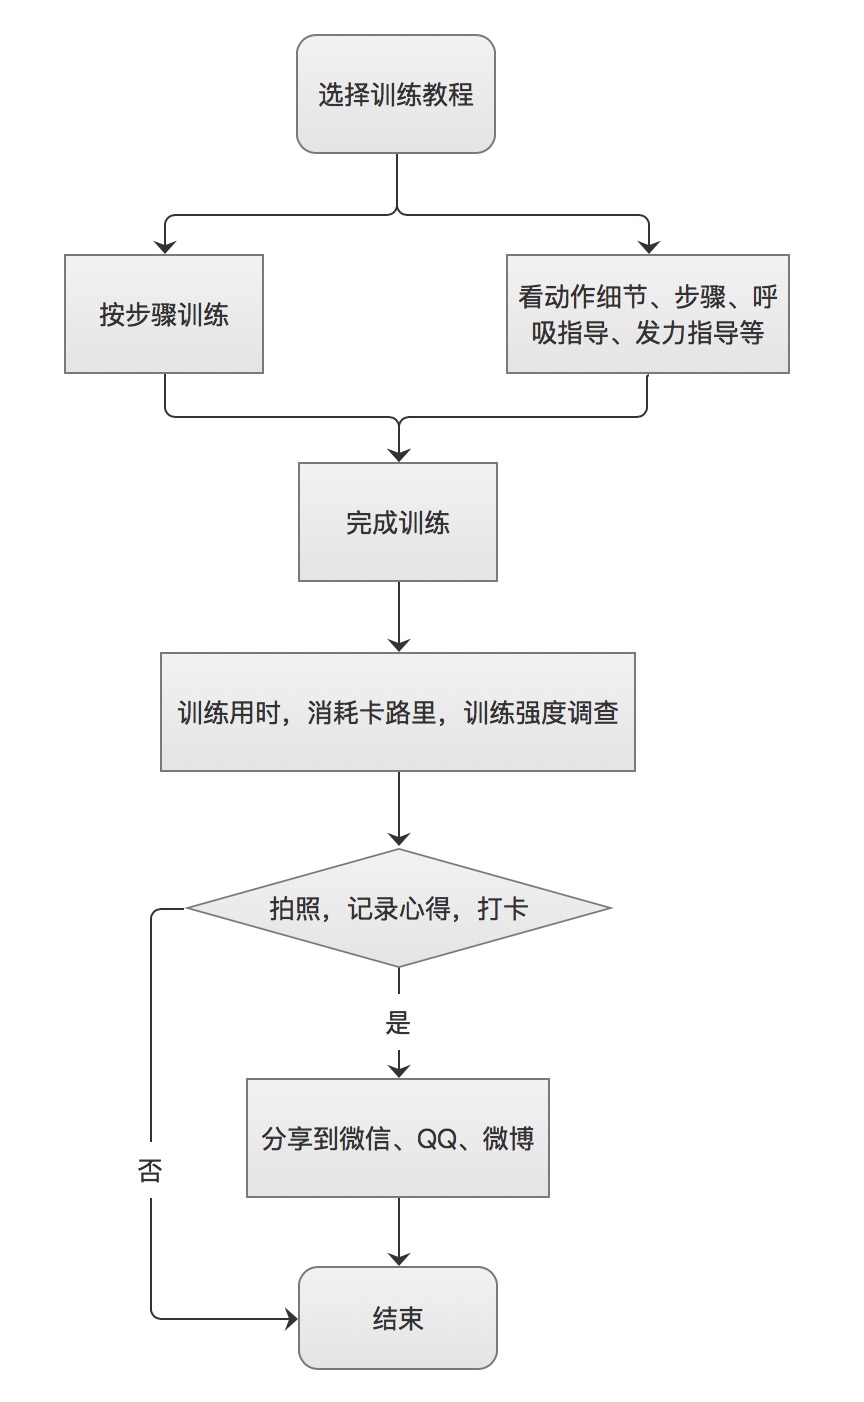 选择训练教程
按步骤训练
看动作细节、步骤、呼
吸指导、发力指导等
完成训练
训练用时，消耗卡路里，训练强度调查
拍照，记录心得，打卡
是
分享到微信、QQ、微博
否
结束